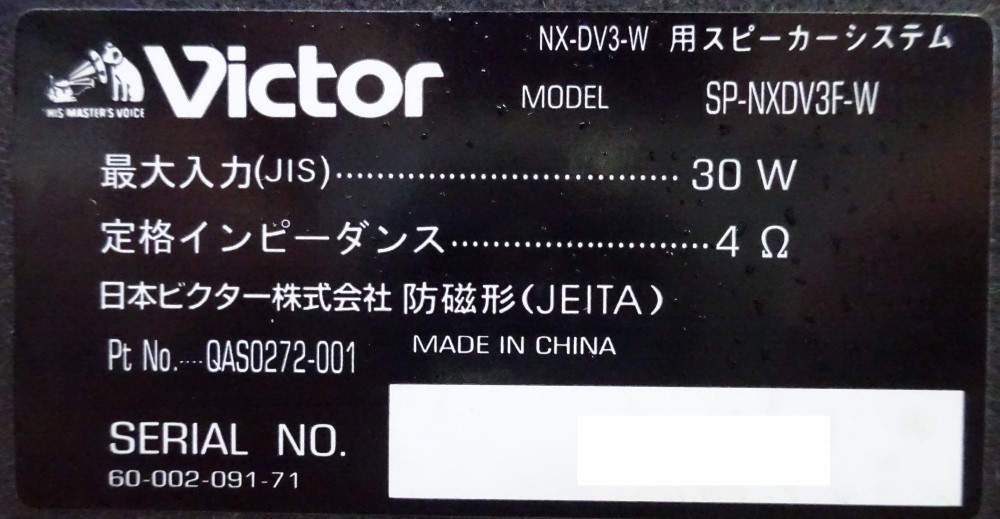 NX-DV3-W 用スピーカーシステム
Victor
HIS MASTER'S VOICE
MODEL SP-NXDV3F-W
最大入力(JIS)·································· 30 W
定格インピーダンス·························4 Ω
日本ビクター株式会社 防磁形(JEITA)
Pt No.····QAS0272-001
MADE IN CHINA
SERIAL NO.
60-002-091-71